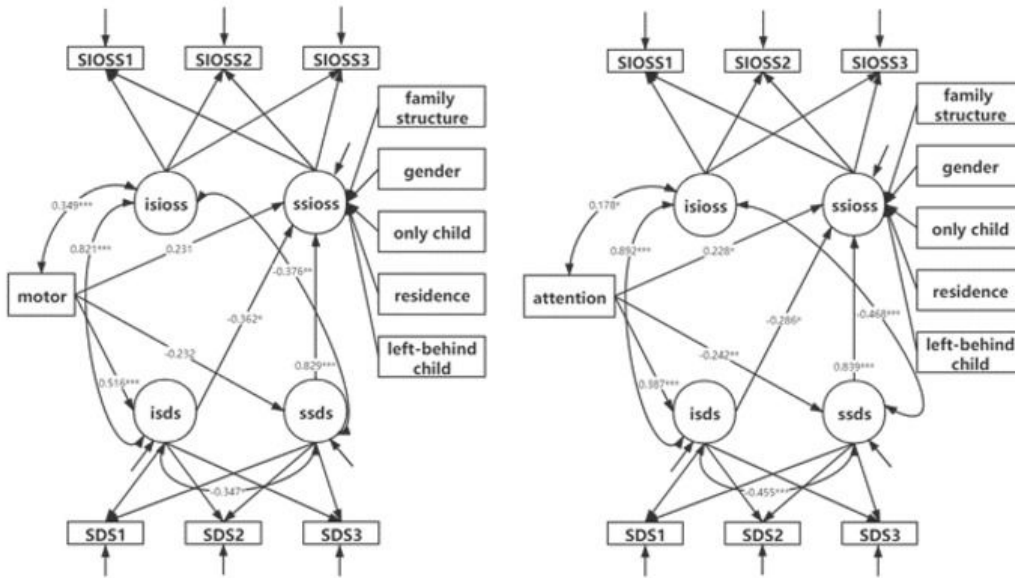 SIOSS1 SIOSS2 SIOSS3
family
structure
gender
isioss ssioss
0.349***
0.821***
0.231
only child
-0.376**
motor
residence
-0.362*
-0.232
left-behind
child
0.516***
0.829***
isds ssds
-0.347*
SDS1 SDS2 SDS3
SIOSS1 SIOSS2 SIOSS3
family
structure
gender
isioss ssioss
0.178*
0.892***
0.228*
only child
attention
residence
-0.286*
-0.468***
-0.242**
left-behind
child
0.387***
0.839***
isds ssds
-0.455***
SDS1 SDS2 SDS3